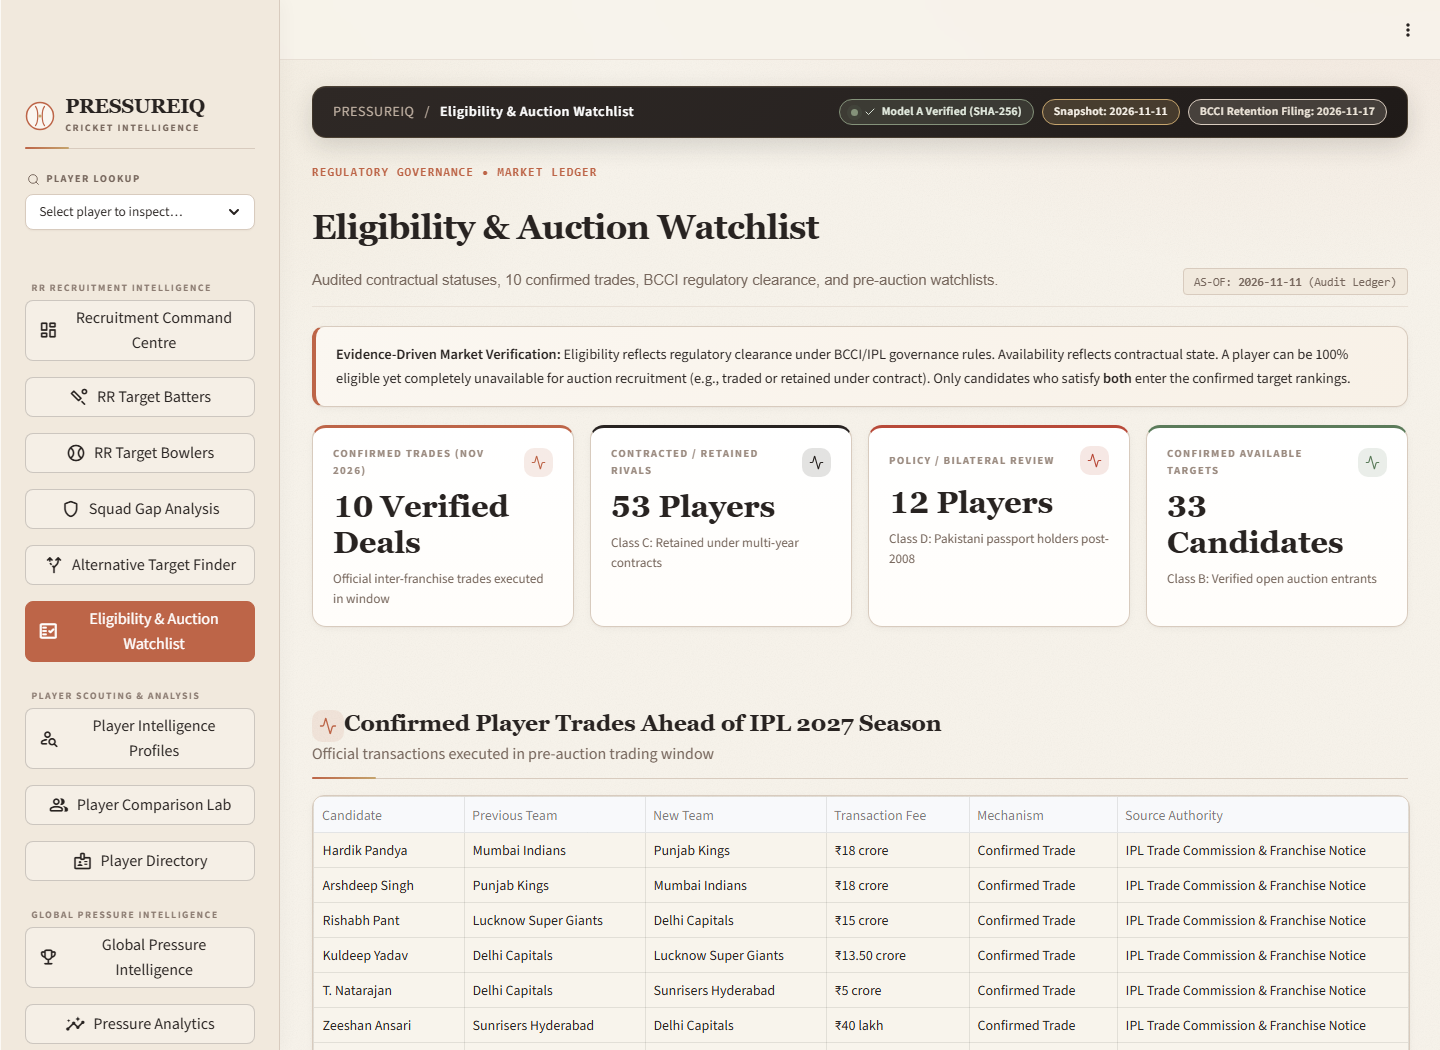 PRESSUREIQ
CRICKET INTELLIGENCE
PLAYER LOOKUP
Select player to inspect...
RR RECRUITMENT INTELLIGENCE
Recruitment Command
Centre
RR Target Batters
RR Target Bowlers
Squad Gap Analysis
Alternative Target Finder
Eligibility & Auction
Watchlist
PLAYER SCOUTING & ANALYSIS
Player Intelligence
Profiles
Player Comparison Lab
Player Directory
GLOBAL PRESSURE INTELLIGENCE
Global Pressure
Intelligence
Pressure Analytics
PRESSUREIQ / Eligibility & Auction Watchlist
✓ Model A Verified (SHA-256)
Snapshot: 2026-11-11
BCCI Retention Filing: 2026-11-17
REGULATORY GOVERNANCE • MARKET LEDGER
Eligibility & Auction Watchlist
Audited contractual statuses, 10 confirmed trades, BCCI regulatory clearance, and pre-auction watchlists.
AS-OF: 2026-11-11 (Audit Ledger)
Evidence-Driven Market Verification: Eligibility reflects regulatory clearance under BCCI/IPL governance rules. Availability reflects contractual state. A player can be 100%
eligible yet completely unavailable for auction recruitment (e.g., traded or retained under contract). Only candidates who satisfy both enter the confirmed target rankings.
CONFIRMED TRADES (NOV
2026)
10 Verified
Deals
Official inter-franchise trades executed
in window
CONTRACTED / RETAINED
RIVALS
53 Players
Class C: Retained under multi-year
contracts
POLICY / BILATERAL REVIEW
12 Players
Class D: Pakistani passport holders post-
2008
CONFIRMED AVAILABLE
TARGETS
33
Candidates
Class B: Verified open auction entrants
Confirmed Player Trades Ahead of IPL 2027 Season
Official transactions executed in pre-auction trading window
Candidate Previous Team New Team Transaction Fee Mechanism Source Authority
Hardik Pandya Mumbai Indians Punjab Kings ₹18 crore Confirmed Trade IPL Trade Commission & Franchise Notice
Arshdeep Singh Punjab Kings Mumbai Indians ₹18 crore Confirmed Trade IPL Trade Commission & Franchise Notice
Rishabh Pant Lucknow Super Giants Delhi Capitals ₹15 crore Confirmed Trade IPL Trade Commission & Franchise Notice
Kuldeep Yadav Delhi Capitals Lucknow Super Giants ₹13.50 crore Confirmed Trade IPL Trade Commission & Franchise Notice
T. Natarajan Delhi Capitals Sunrisers Hyderabad ₹5 crore Confirmed Trade IPL Trade Commission & Franchise Notice
Zeeshan Ansari Sunrisers Hyderabad Delhi Capitals ₹40 lakh Confirmed Trade IPL Trade Commission & Franchise Notice